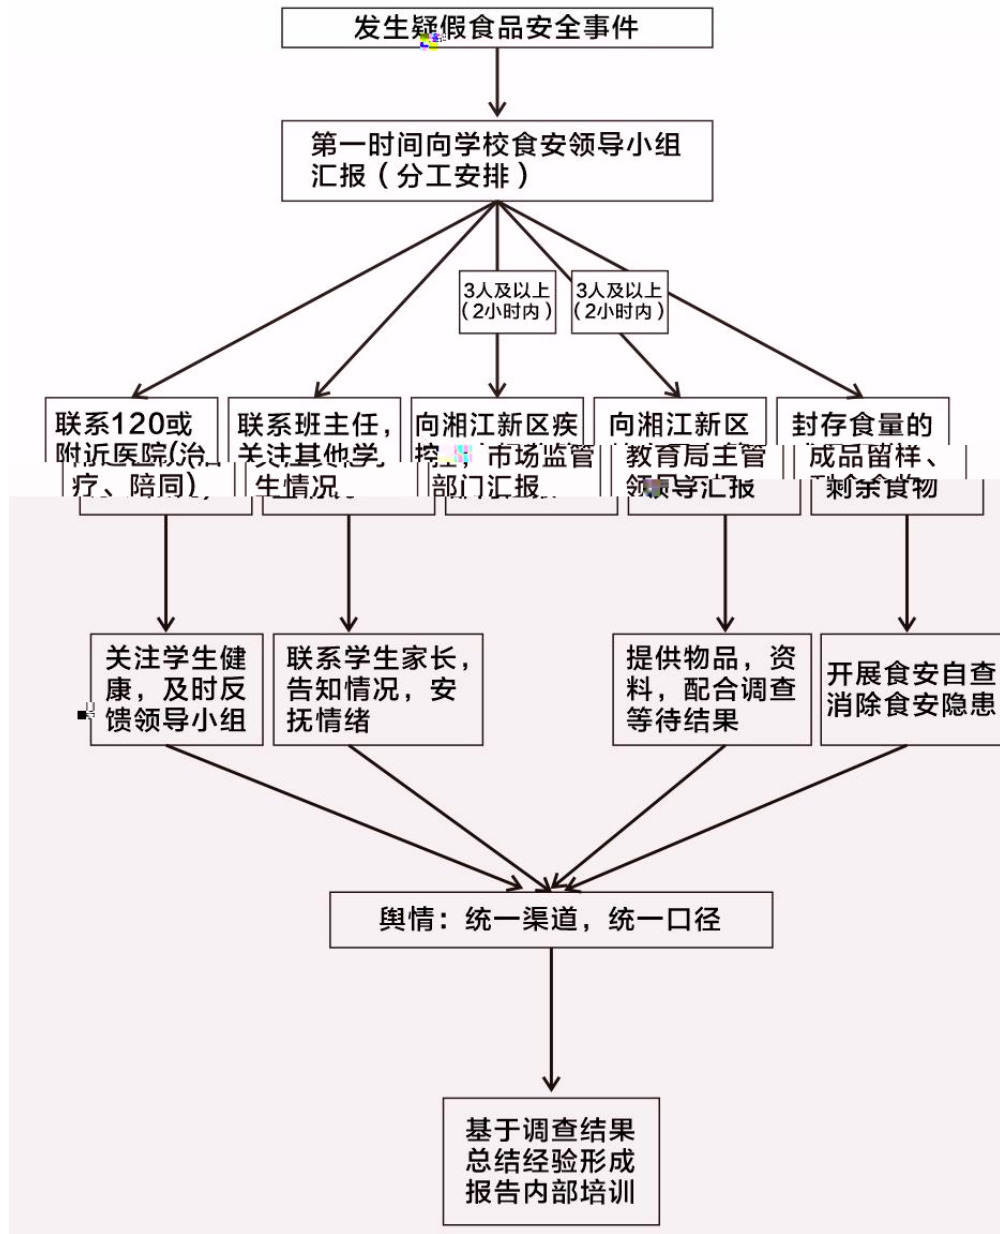 发生疑假食品安全事件
第一时间向学校食安领导小组
汇报（分工安排）
3人及以上
（2小时内）
3人及以上
（2小时内）
联系120或
附近医院(治
疗、陪同)
联系班主任，
关注其他学
生情况
向湘江新区疾
控 市场监管
部门汇报
向湘江新区
教育局主管
领导汇报
封存食量的
成品留样、
剩余食物
关注学生健
康，及时反
馈领导小组
联系学生家长，
告知情况，安
抚情绪
提供物品，资
料，配合调查
等待结果
开展食安自查
消除食安隐患
舆情：统一渠道，统一口径
基于调查结果
总结经验形成
报告内部培训